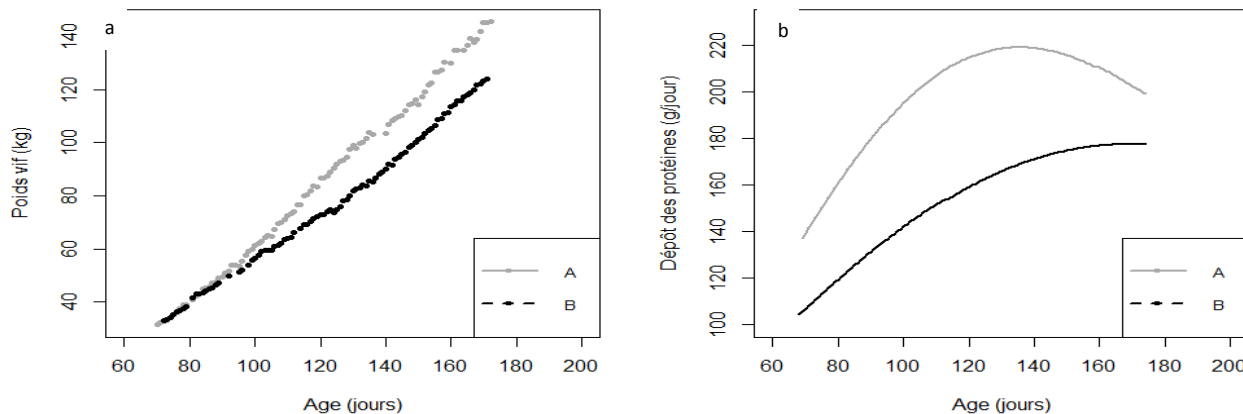 a
Poids vif (kg)
140
120
100
80
60
40
A
B
60 80 100 120 140 160 180 200
Age (jours)
b
Dépôt des protéines (g/jour)
220
200
180
160
140
120
100
A
B
60 80 100 120 140 160 180 200
Age (jours)